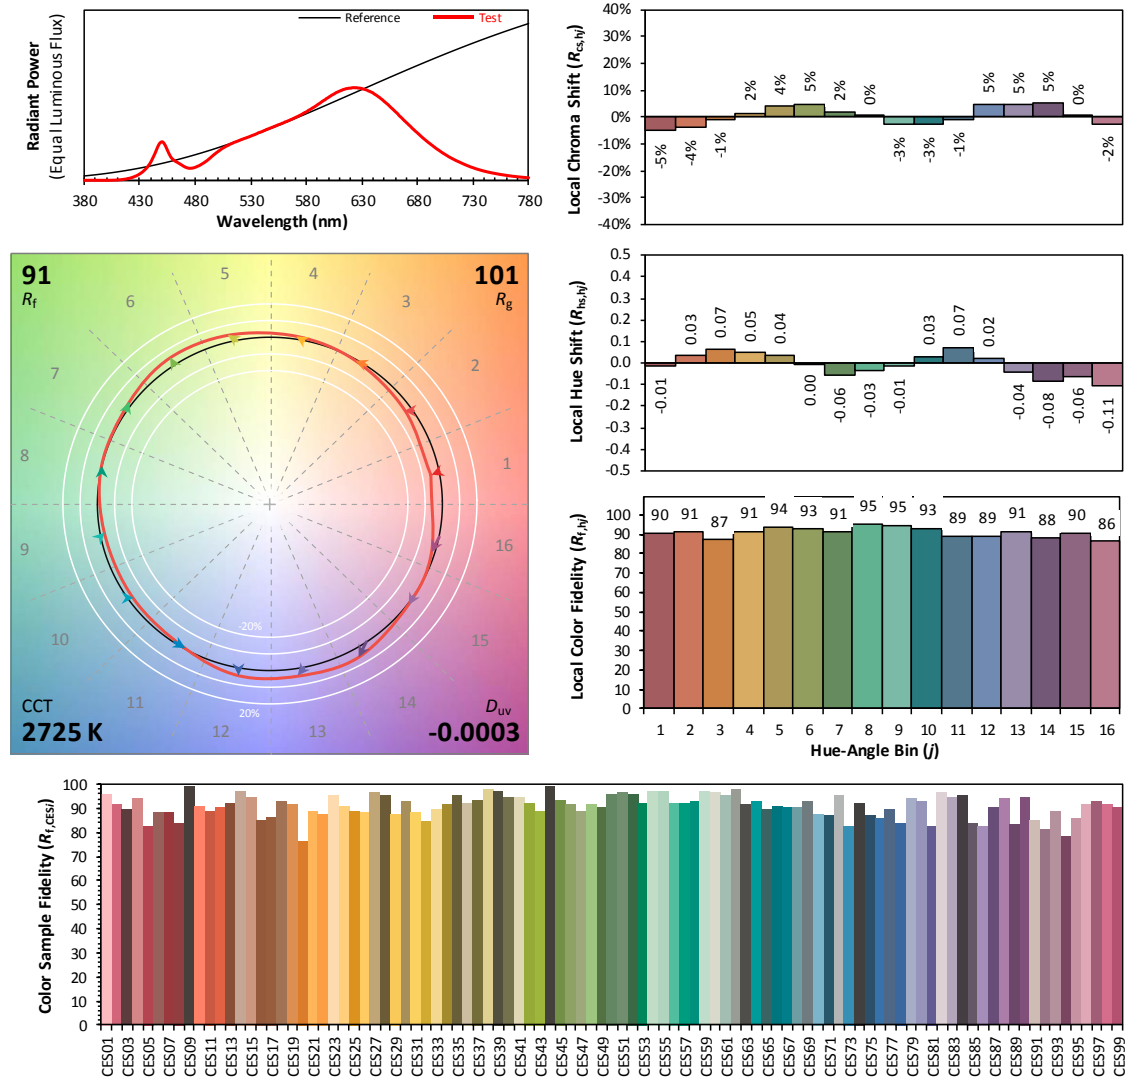 Radiant Power
(Equal Luminous Flux)
Reference
Test
380
430
480
530
580
630
680
730
780
Wavelength (nm)
Local Chroma Shift (Rcs,hj)
40%
30%
20%
10%
0%
-10%
-20%
-30%
-40%
-5%
-4%
-1%
2%
4%
5%
2%
0%
-3%
-3%
-1%
5%
5%
5%
0%
-2%
91
Rf
101
Rg
CCT
2725 K
Duv
-0.0003
1
2
3
4
5
6
7
8
9
10
11
12
13
14
15
16
-20%
20%
Local Hue Shift (Rhs,hj)
0.5
0.4
0.3
0.2
0.1
0.0
-0.1
-0.2
-0.3
-0.4
-0.5
-0.01
0.03
0.07
0.05
0.04
0.00
-0.06
-0.03
-0.01
0.03
0.07
0.02
-0.04
-0.08
-0.06
-0.11
Local Color Fidelity (Rf,hj)
100
90
80
70
60
50
40
30
20
10
0
90
91
87
91
94
93
91
95
95
93
89
89
91
88
90
86
1
2
3
4
5
6
7
8
9
10
11
12
13
14
15
16
Hue-Angle Bin (j)
Color Sample Fidelity (Rf,CESi)
100
90
80
70
60
50
40
30
20
10
0
CES01
CES03
CES05
CES07
CES09
CES11
CES13
CES15
CES17
CES19
CES21
CES23
CES25
CES27
CES29
CES31
CES33
CES35
CES37
CES39
CES41
CES43
CES45
CES47
CES49
CES51
CES53
CES55
CES57
CES59
CES61
CES63
CES65
CES67
CES69
CES71
CES73
CES75
CES77
CES79
CES81
CES83
CES85
CES87
CES89
CES91
CES93
CES95
CES97
CES99